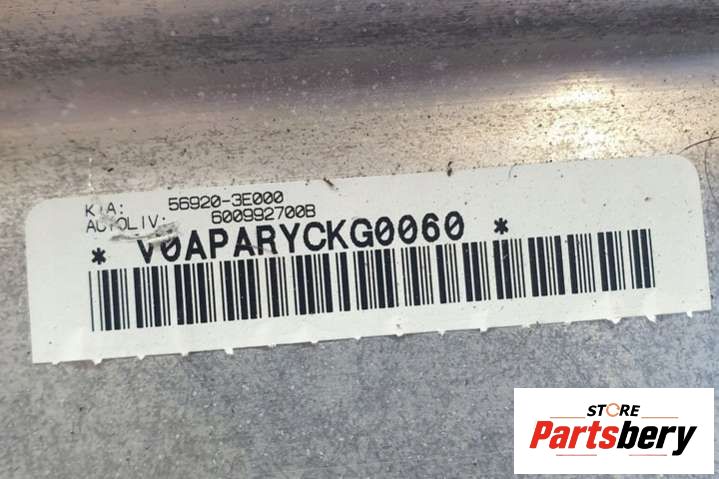 KIA: 56920-3E000
AUTOLIV: 600992700B
* V0APARYCKG0060 *
STORE
Partsbery